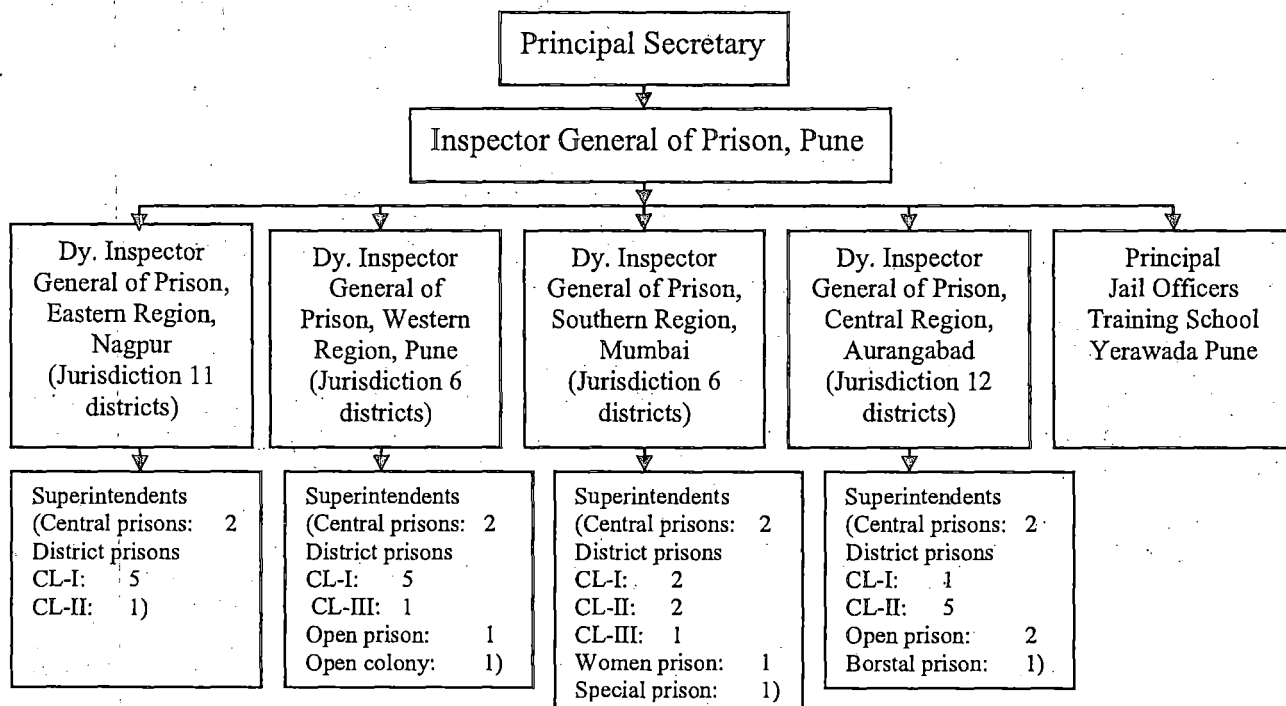 Principal Secretary
Inspector General of Prison, Pune
Dy. Inspector
General of Prison,
Eastern Region,
Nagpur
(Jurisdiction 11
districts)
Dy. Inspector
General of
Prison, Western
Region, Pune
(Jurisdiction 6
districts)
Dy. Inspector
General of Prison,
Southern Region,
Mumbai
(Jurisdiction 6
districts)
Dy. Inspector
General of Prison,
Central Region,
Aurangabad
(Jurisdiction 12
districts)
Principal
Jail Officers
Training School
Yerawada Pune
Superintendents
(Central prisons: 2
District prisons
CL-I: 5
CL-II: 1)
Superintendents
(Central prisons: 2
District prisons
CL-I: 5
CL-III: 1
Open prison: 1
Open colony: 1)
Superintendents
(Central prisons: 2
District prisons
CL-I: 2
CL-II: 2
CL-III: 1
Women prison: 1
Special prison: 1)
Superintendents
(Central prisons: 2
District prisons
CL-I: 1
CL-II: 5
Open prison: 2
Borstal prison: 1)